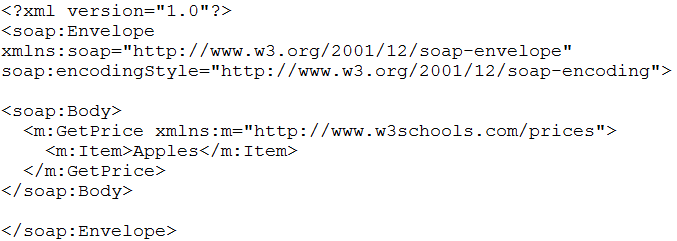 <?xml version="1.0"?>
<soap:Envelope
xmlns:soap="http://www.w3.org/2001/12/soap-envelope"
soap:encodingStyle="http://www.w3.org/2001/12/soap-encoding">
<soap:Body>
<m:GetPrice xmlns:m="http://www.w3schools.com/prices">
<m:Item>Apples</m:Item>
</m:GetPrice>
</soap:Body>
</soap:Envelope>